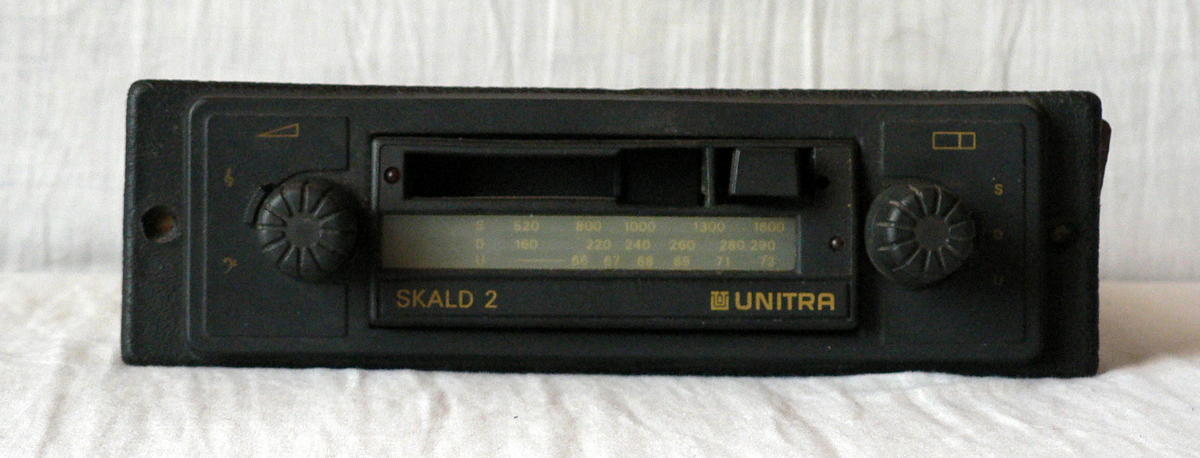 S 520 800 1000 1300 1600
D 160 220 240 260 280 290
U 66 67 68 69 71 73
S
D
U
SKALD 2
UNITRA